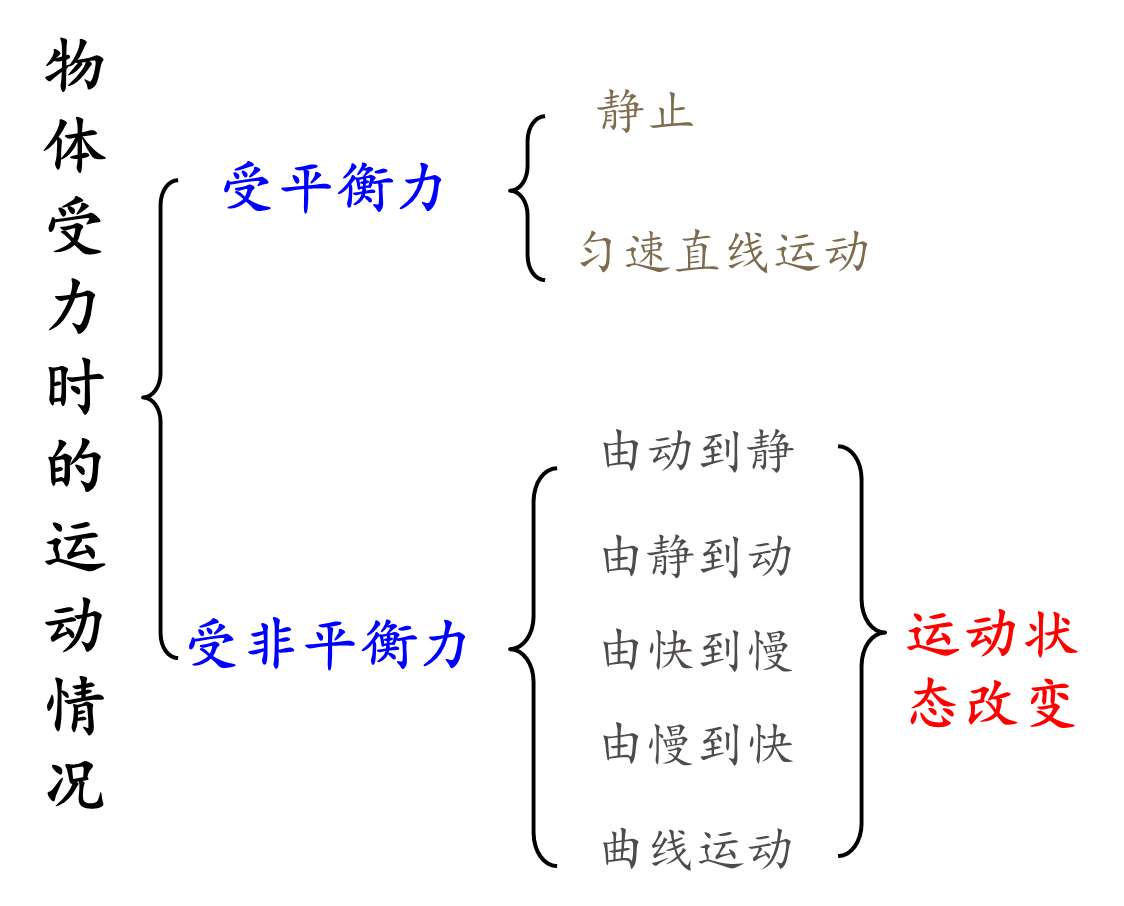 物体受力时的运动情况
受平衡力
静止
匀速直线运动
受非平衡力
由动到静
由静到动
由快到慢
由慢到快
曲线运动
运动状
态改变